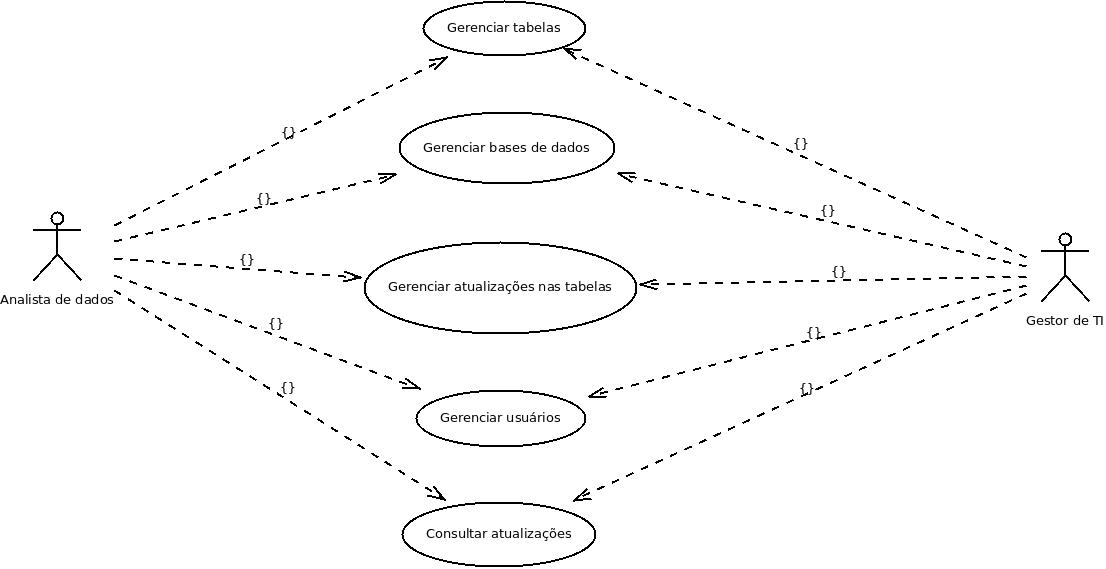 Gerenciar tabelas
{}
{}
Gerenciar bases de dados
{}
{}
{}
{}
Gerenciar atualizações nas tabelas
Analista de dados
Gestor de TI
{}
{}
{}
{}
Gerenciar usuários
Consultar atualizações